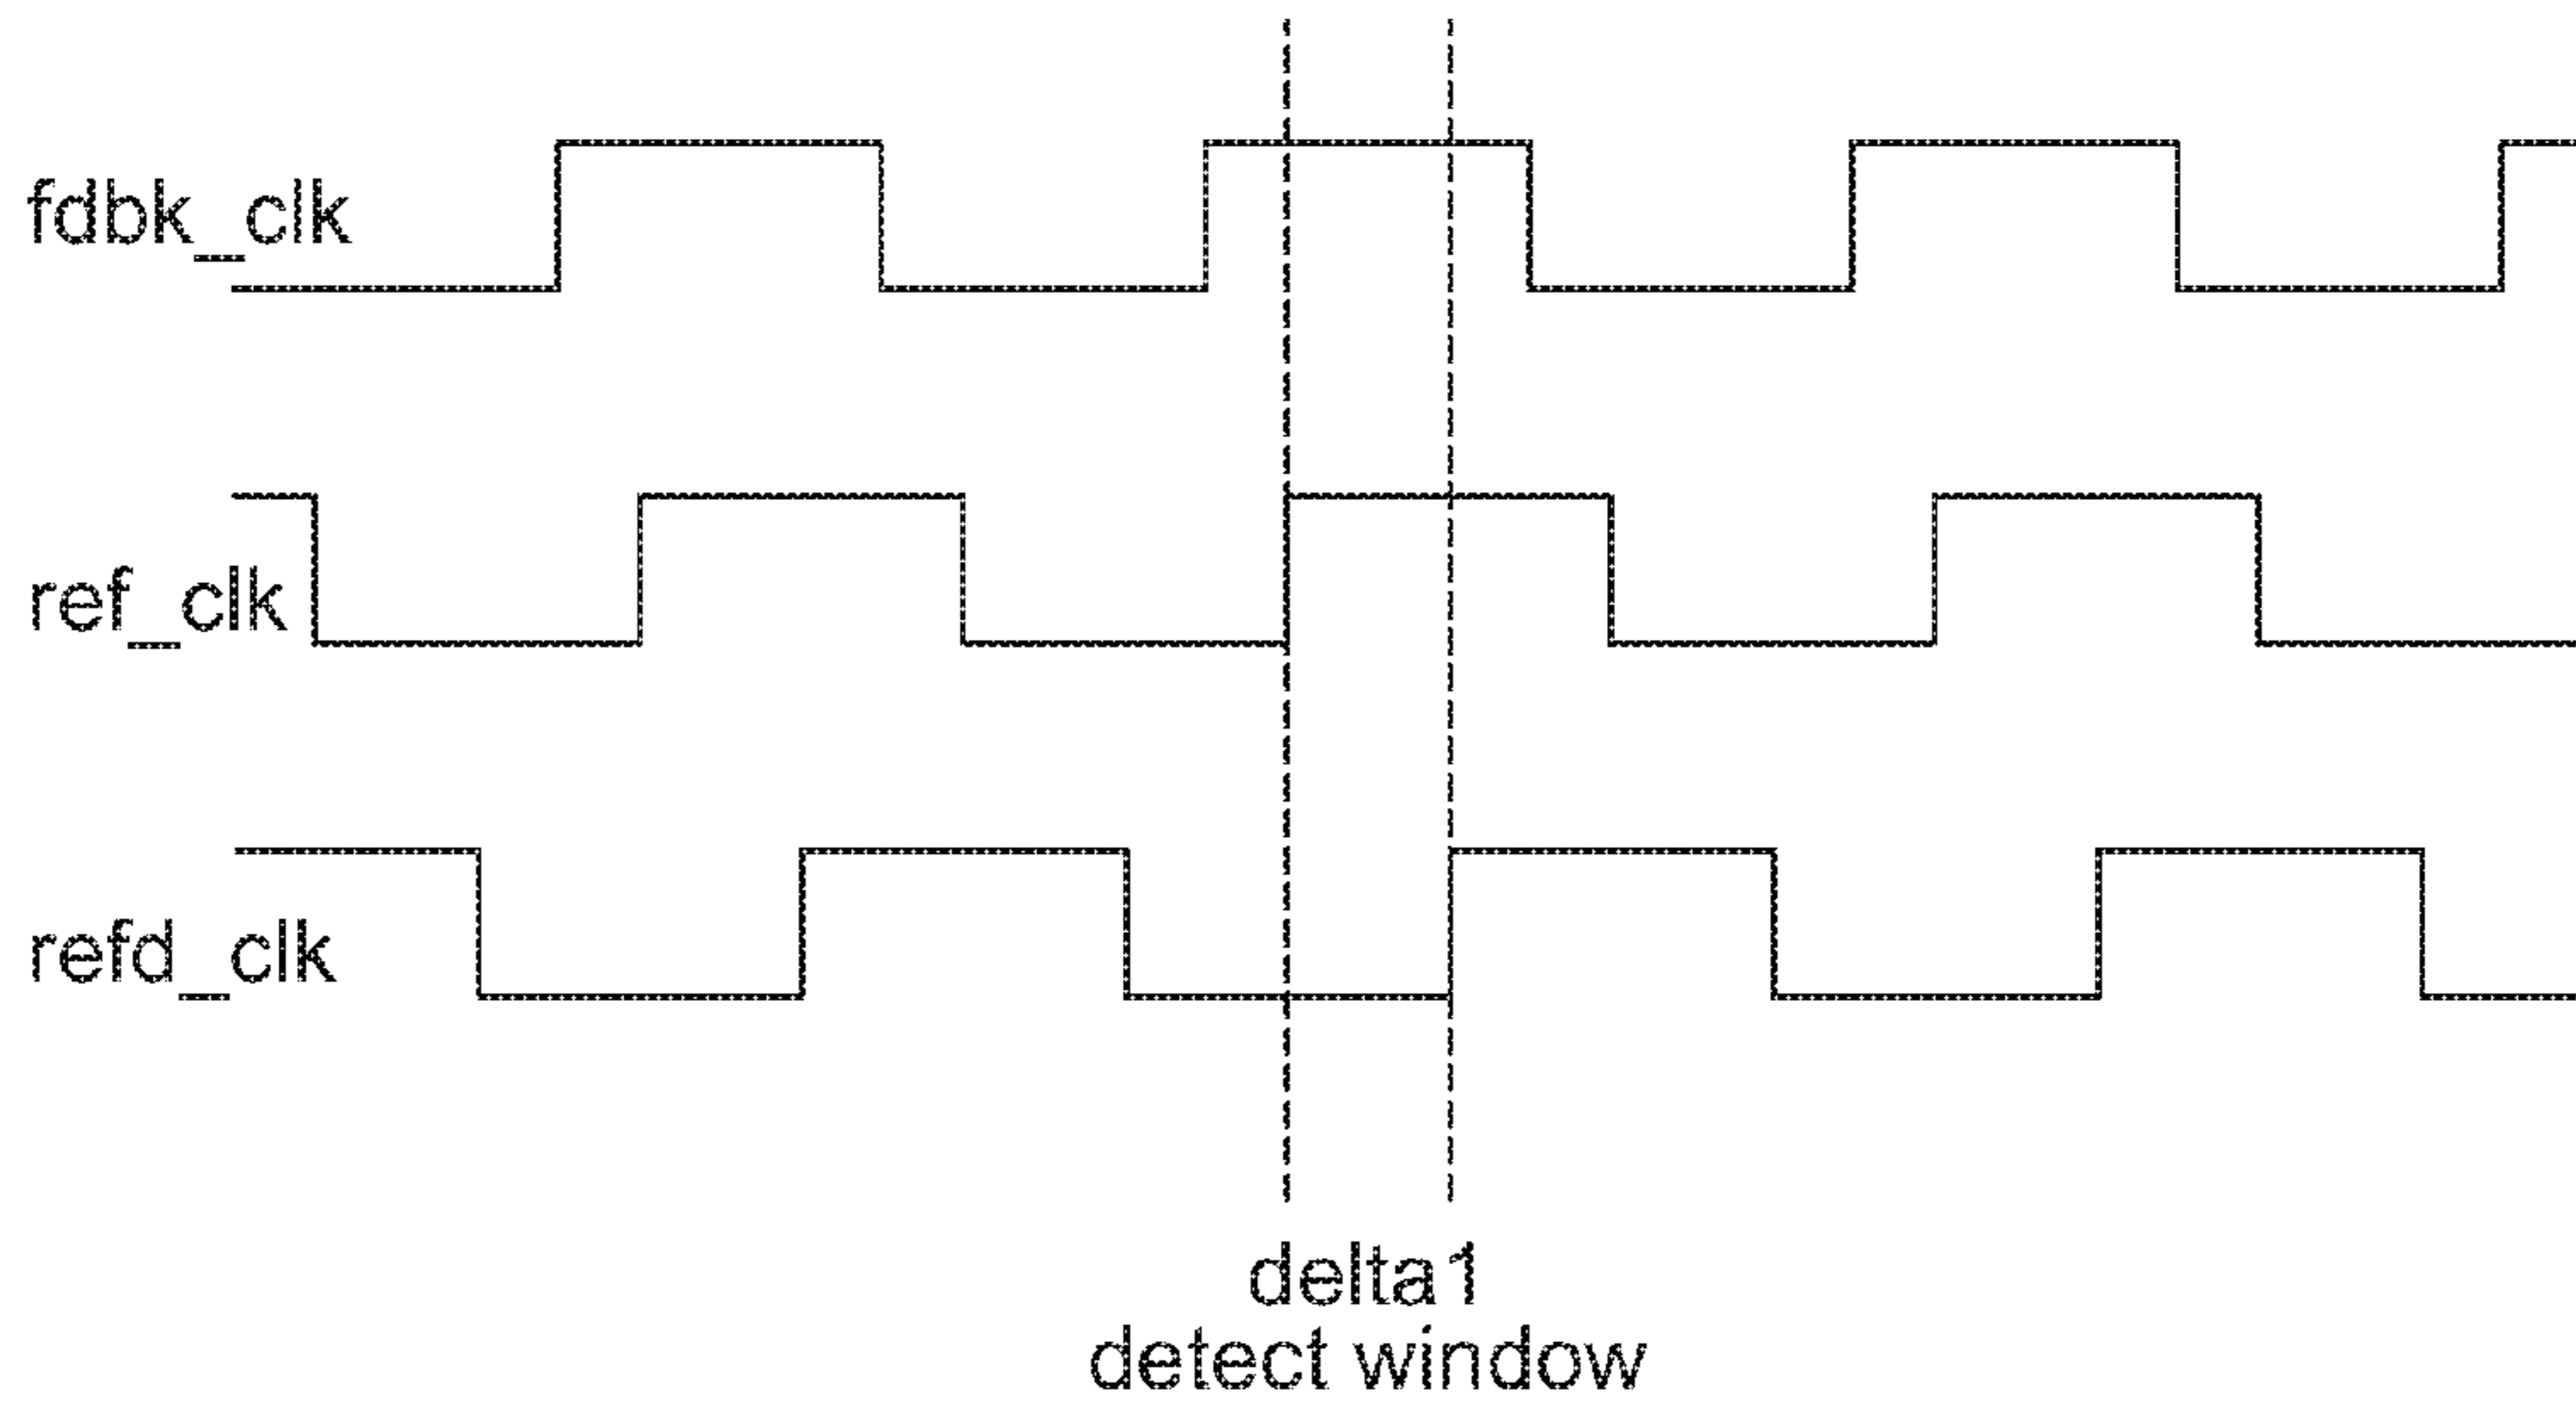 fdbk_clk
ref_clk
refd_clk
delta1
detect window